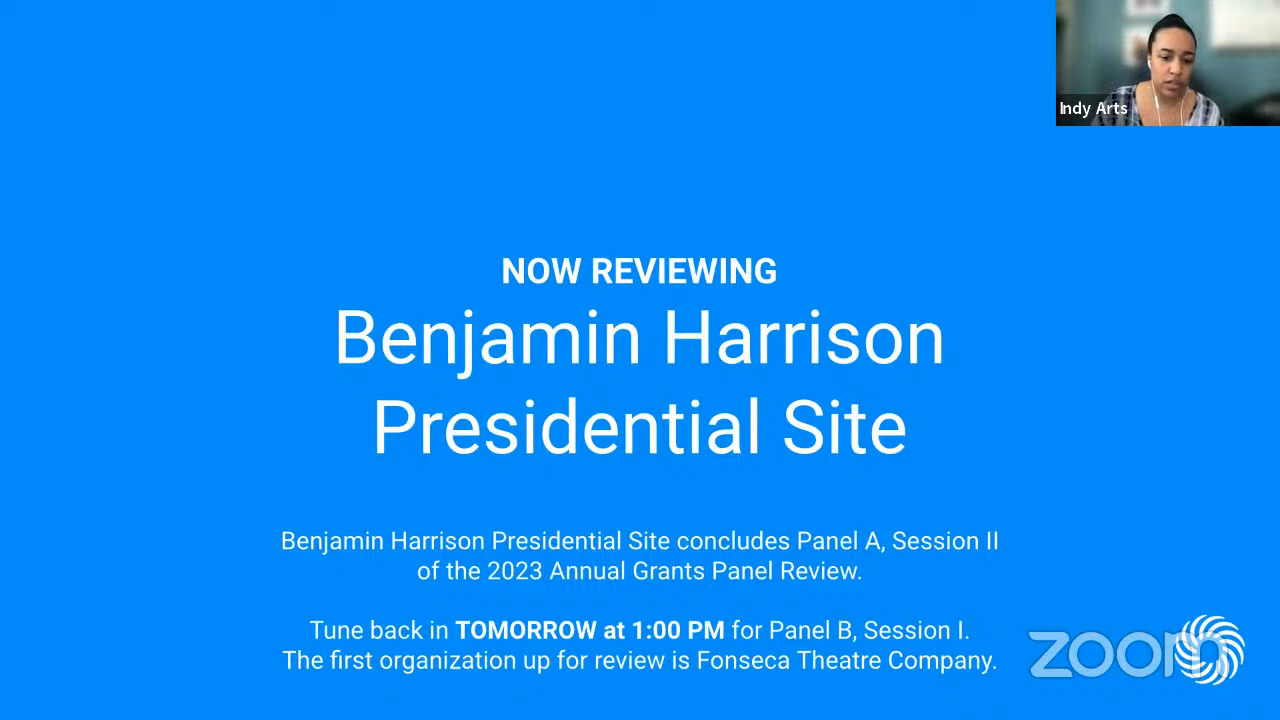 Indy Arts
NOW REVIEWING
Benjamin Harrison
Presidential Site
Benjamin Harrison Presidential Site concludes Panel A, Session II
of the 2023 Annual Grants Panel Review.
Tune back in TOMORROW at 1:00 PM for Panel B, Session I.
The first organization up for review is Fonseca Theatre Company.
zoom